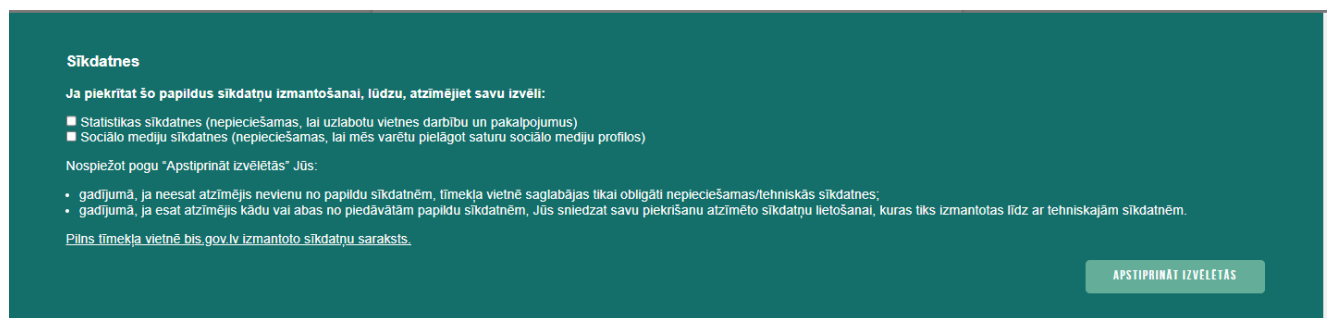 Sīkdatnes
Ja piekrītat šo papildus sīkdatņu izmantošanai, lūdzu, atzīmējiet savu izvēli:
Statistikas sīkdatnes (nepieciešamas, lai uzlabotu vietnes darbību un pakalpojumus)
Sociālo mediju sīkdatnes (nepieciešamas, lai mēs varētu pielāgot saturu sociālo mediju profilos)
Nospiežot pogu "Apstiprināt izvēlētās" Jūs:
• gadījumā, ja neesat atzīmējis nevienu no papildu sīkdatnēm, tīmekļa vietnē saglabājas tikai obligāti nepieciešamas/tehniskās sīkdatnes;
• gadījumā, ja esat atzīmējis kādu vai abas no piedāvātām papildu sīkdatnēm, Jūs sniedzat savu piekrišanu atzīmēto sīkdatņu lietošanai, kuras tiks izmantotas līdz ar tehniskajām sīkdatnēm.
Pilns tīmekļa vietnē bis.gov.lv izmantoto sīkdatņu saraksts.
APSTIPRINĀT IZVĒLĒTĀS